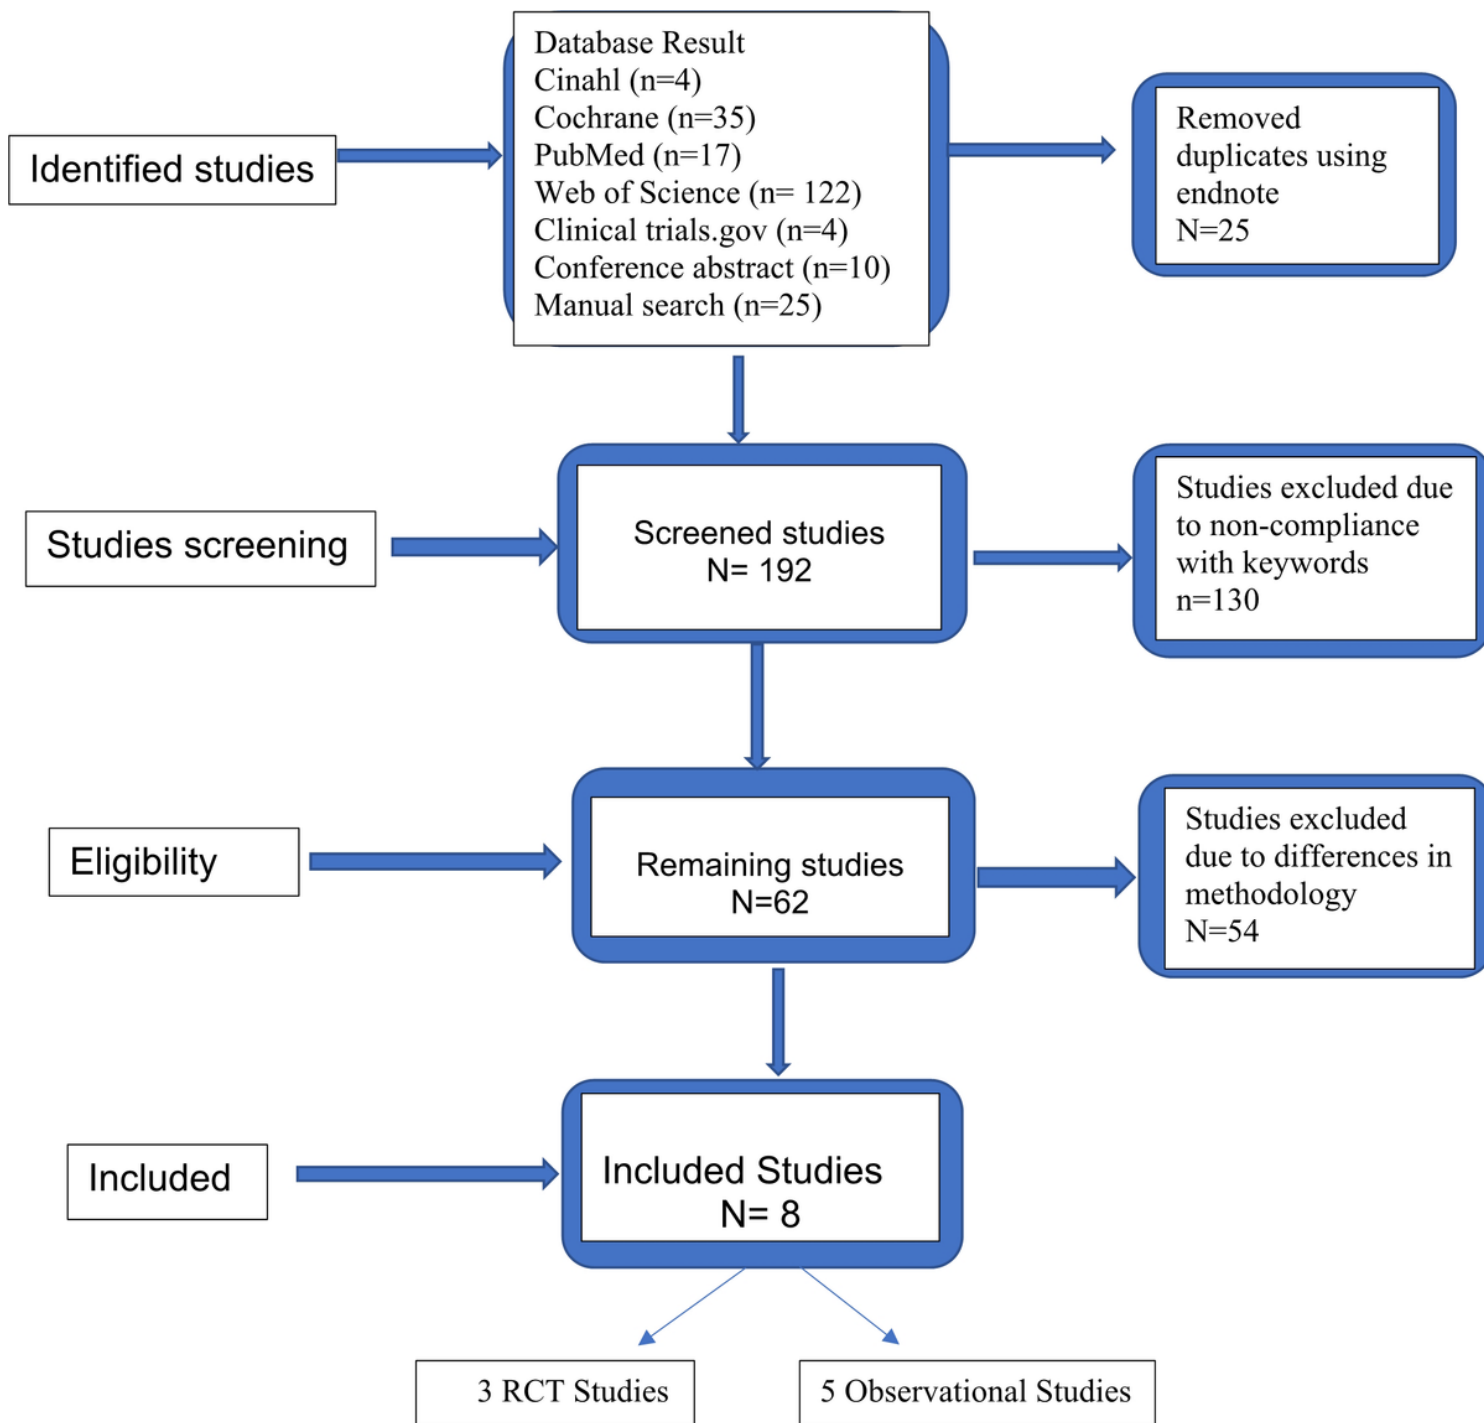 Identified studies
Database Result
Cinahl (n=4)
Cochrane (n=35)
PubMed (n=17)
Web of Science (n= 122)
Clinical trials.gov (n=4)
Conference abstract (n=10)
Manual search (n=25)
Removed
duplicates using
endnote
N=25
Studies screening
Screened studies
N= 192
Studies excluded due
to non-compliance
with keywords
n=130
Eligibility
Remaining studies
N=62
Studies excluded
due to differences in
methodology
N=54
Included
Included Studies
N= 8
3 RCT Studies
5 Observational Studies